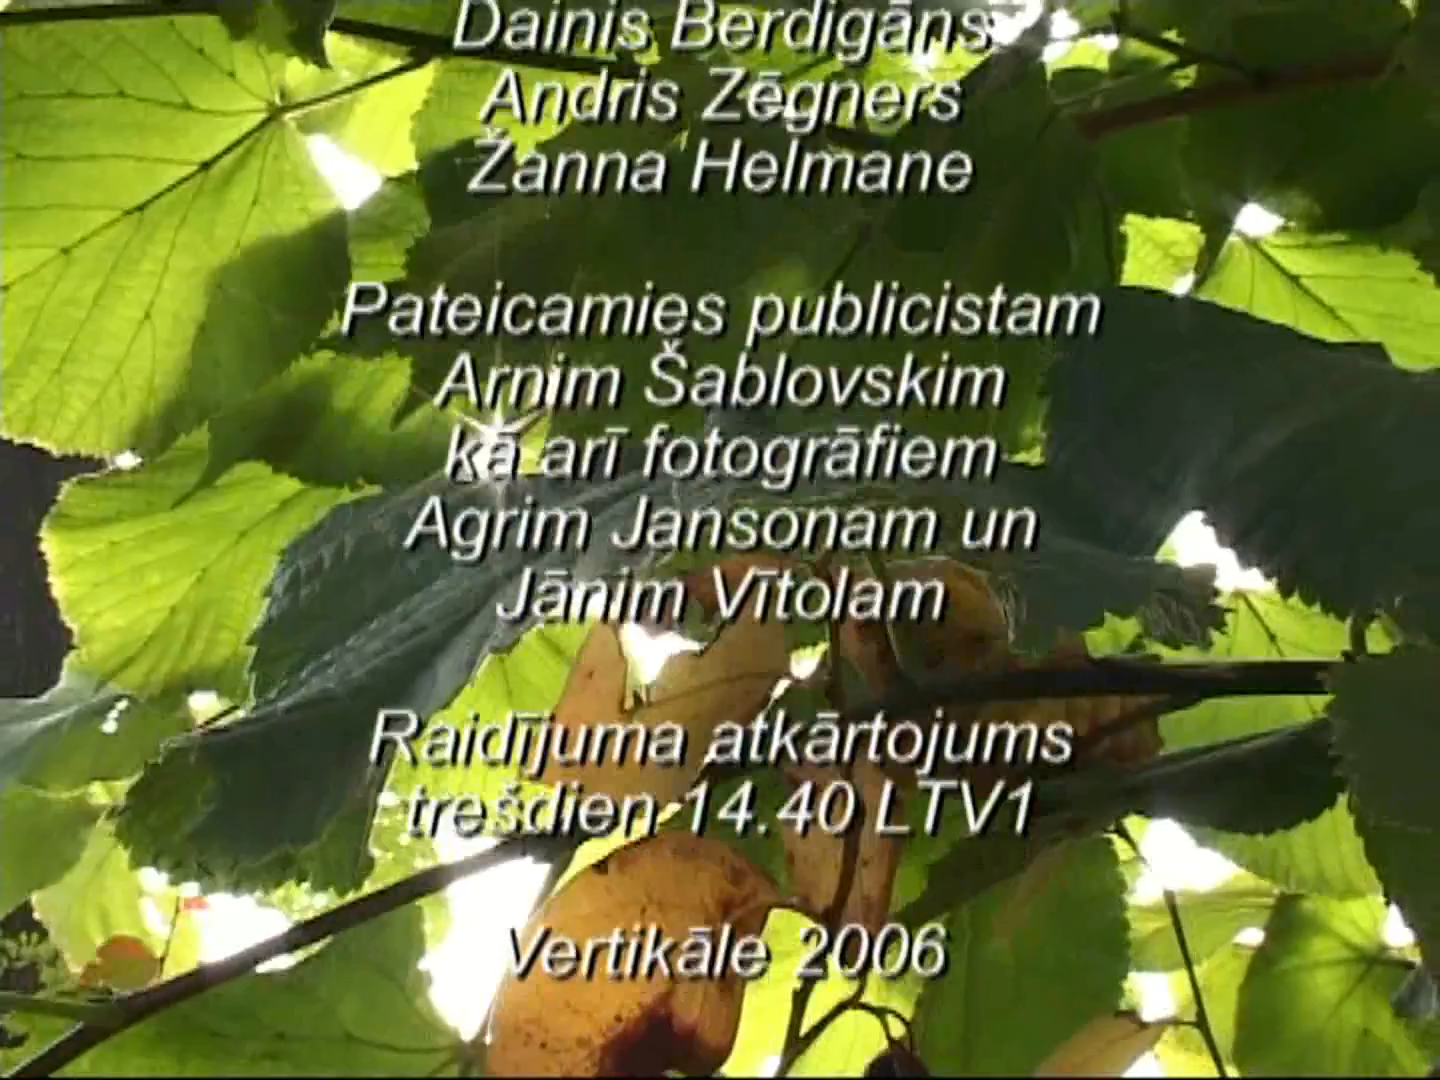 Dainis Berdigāns
Andris Zēgners
Žanna Heļmane
Pateicamies publicistam
Arnim Šablovskim
kā arī fotogrāfiem
Agrim Jansonam un
Jānim Vītolam
Raidījuma atkārtojums
trešdien 14.40 LTV1
Vertikāle 2006